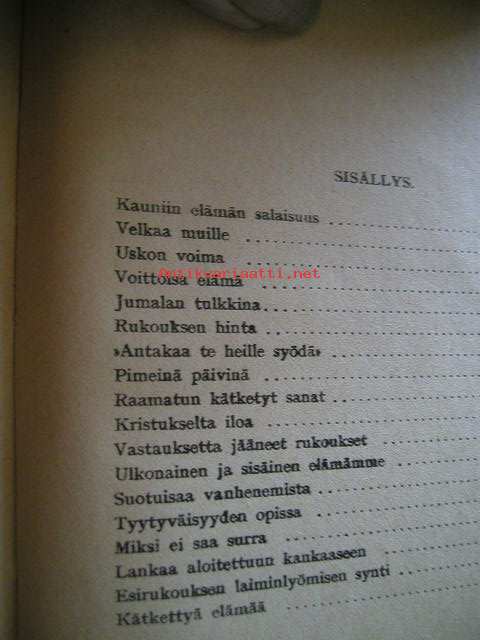 SISÄLLYS.
Kauniin elämän salaisuus ..................
Velkaa muille ..................
Uskon voima ..................
Antikvariaatti.net
Voittoisa elämä ..................
Jumalan tulkkina..................
Rukouksen hinta ..................
»Antakaa te heille syödä» ..................
Pimeinä päivinä ..................
Raamatun kätketyt sanat ..................
Kristukselta iloa ..................
Vastauksetta jääneet rukoukset ..................
Ulkonainen ja sisäinen elämämme ..................
Suotuisaa vanhenemista ..................
Tyytyväisyyden opissa ..................
Miksi ei saa surra ..................
Lankaa aloitettuun kankaaseen ..................
Esirukouksen laiminlyömisen synti ..................
Kätkettyä elämää ..................